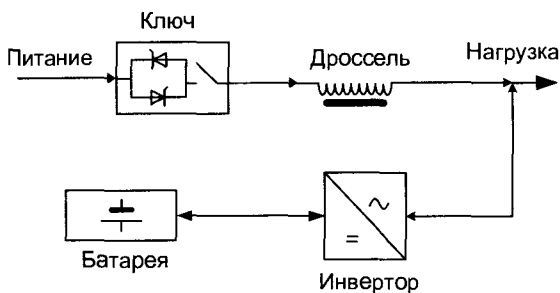 Ключ
Питание
Дроссель
Нагрузка
Батарея
Инвертор